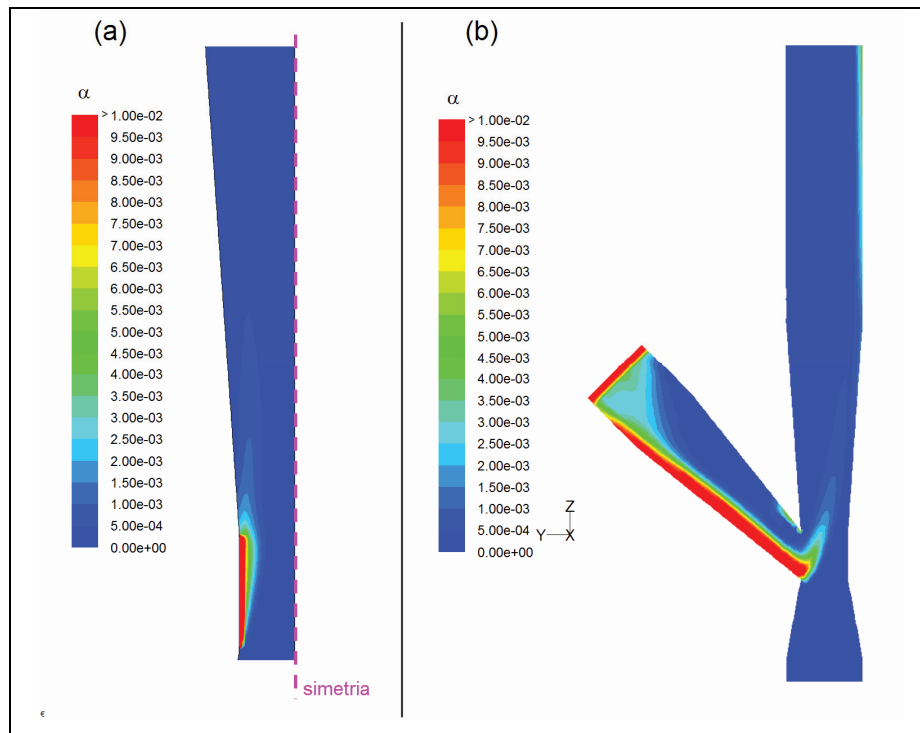 (a)
α
> 1.00e-02
9.50e-03
9.00e-03
8.50e-03
8.00e-03
7.50e-03
7.00e-03
6.50e-03
6.00e-03
5.50e-03
5.00e-03
4.50e-03
4.00e-03
3.50e-03
3.00e-03
2.50e-03
2.00e-03
1.50e-03
1.00e-03
5.00e-04
0.00e+00
simetria
€
(b)
α
> 1.00e-02
9.50e-03
9.00e-03
8.50e-03
8.00e-03
7.50e-03
7.00e-03
6.50e-03
6.00e-03
5.50e-03
5.00e-03
4.50e-03
4.00e-03
3.50e-03
3.00e-03
2.50e-03
2.00e-03
1.50e-03
1.00e-03
5.00e-04
0.00e+00
Z
Y X